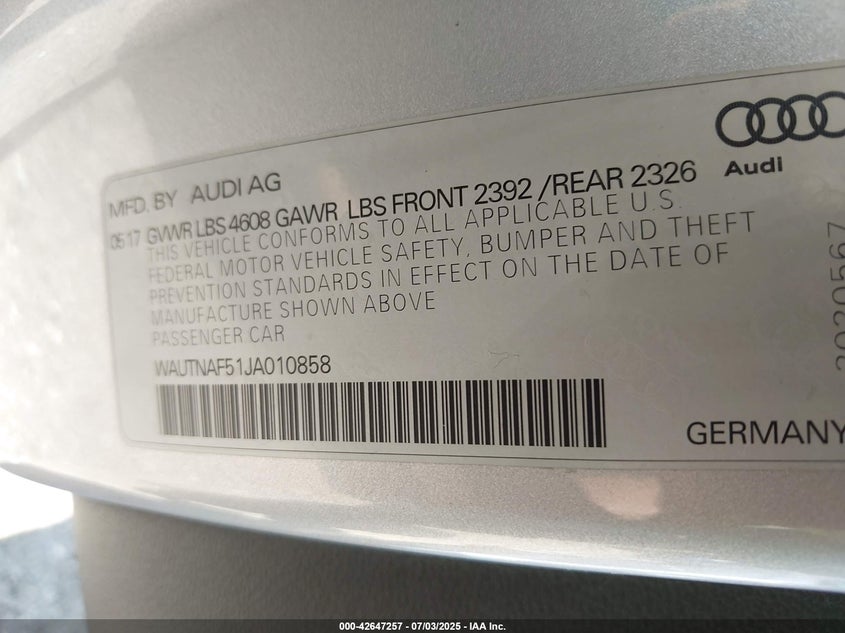 Audi
MFD. BY AUDI AG
05 17 GVWR LBS 4608 GAWR LBS FRONT 2392 /REAR 2326
THIS VEHICLE CONFORMS TO ALL APPLICABLE U.S.
FEDERAL MOTOR VEHICLE SAFETY, BUMPER AND THEFT
PREVENTION STANDARDS IN EFFECT ON THE DATE OF
MANUFACTURE SHOWN ABOVE
PASSENGER CAR
WAUTNAF51JA010858
GERMANY
2020567
000-42647257 - 07/03/2025 - IAA Inc.